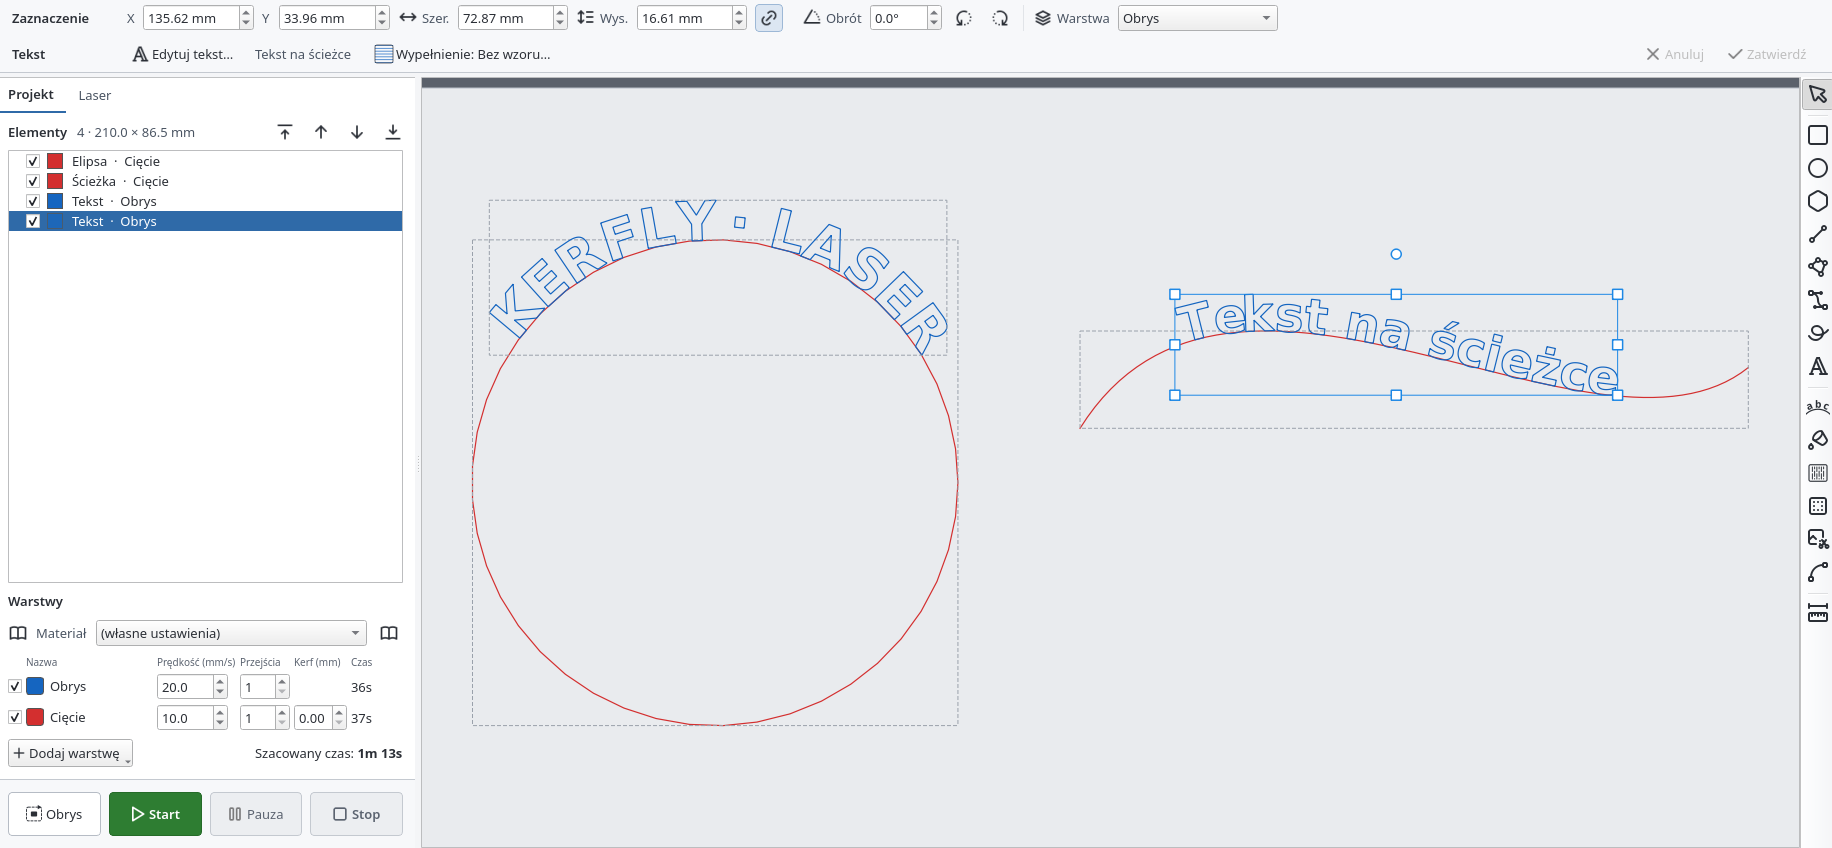 Zaznaczenie X 135.62 mm Y 33.96 mm Szer. 72.87 mm Wys. 16.61 mm Obrót 0.0° Warstwa Obrys
Tekst Edytuj tekst... Tekst na ścieżce Wypełnienie: Bez wzoru... Anuluj Zatwierdź
Projekt Laser
Elementy 4 · 210.0 × 86.5 mm
Elipsa · Cięcie
Ścieżka · Cięcie
Tekst · Obrys
Tekst · Obrys
Warstwy
Materiał (własne ustawienia)
Nazwa Prędkość (mm/s) Przejścia Kerf (mm) Czas
Obrys 20.0 1 36s
Cięcie 10.0 1 0.00 37s
Dodaj warstwę Szacowany czas: 1m 13s
Obrys Start Pauza Stop
KERFLY · LASER
Tekst na ścieżce
A
abc